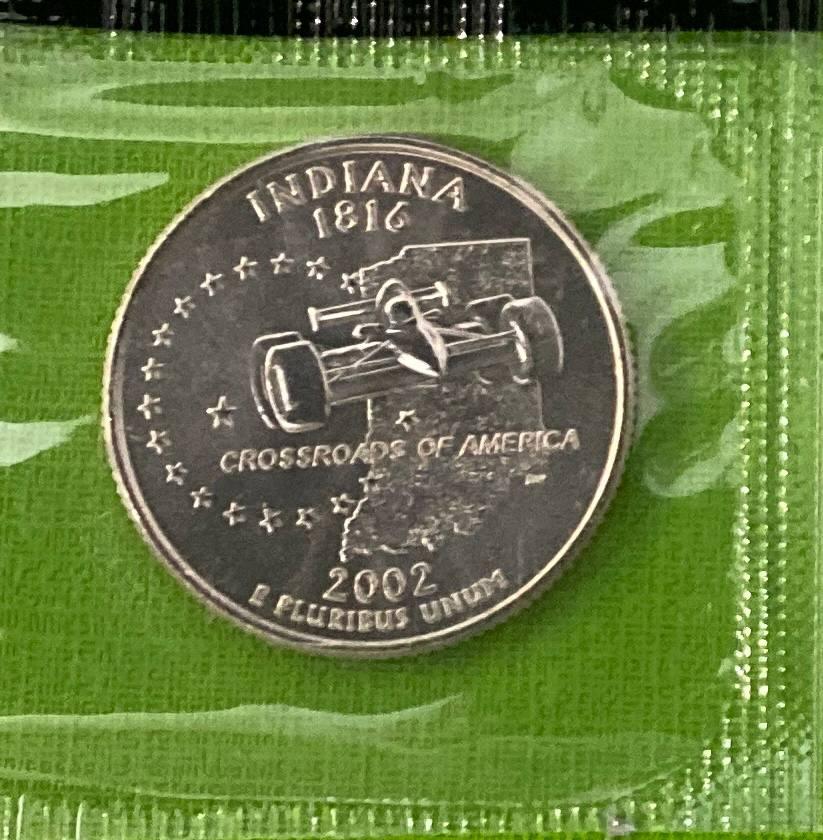 INDIANA
1816
CROSSROADS OF AMERICA
2002
E PLURIBUS UNUM